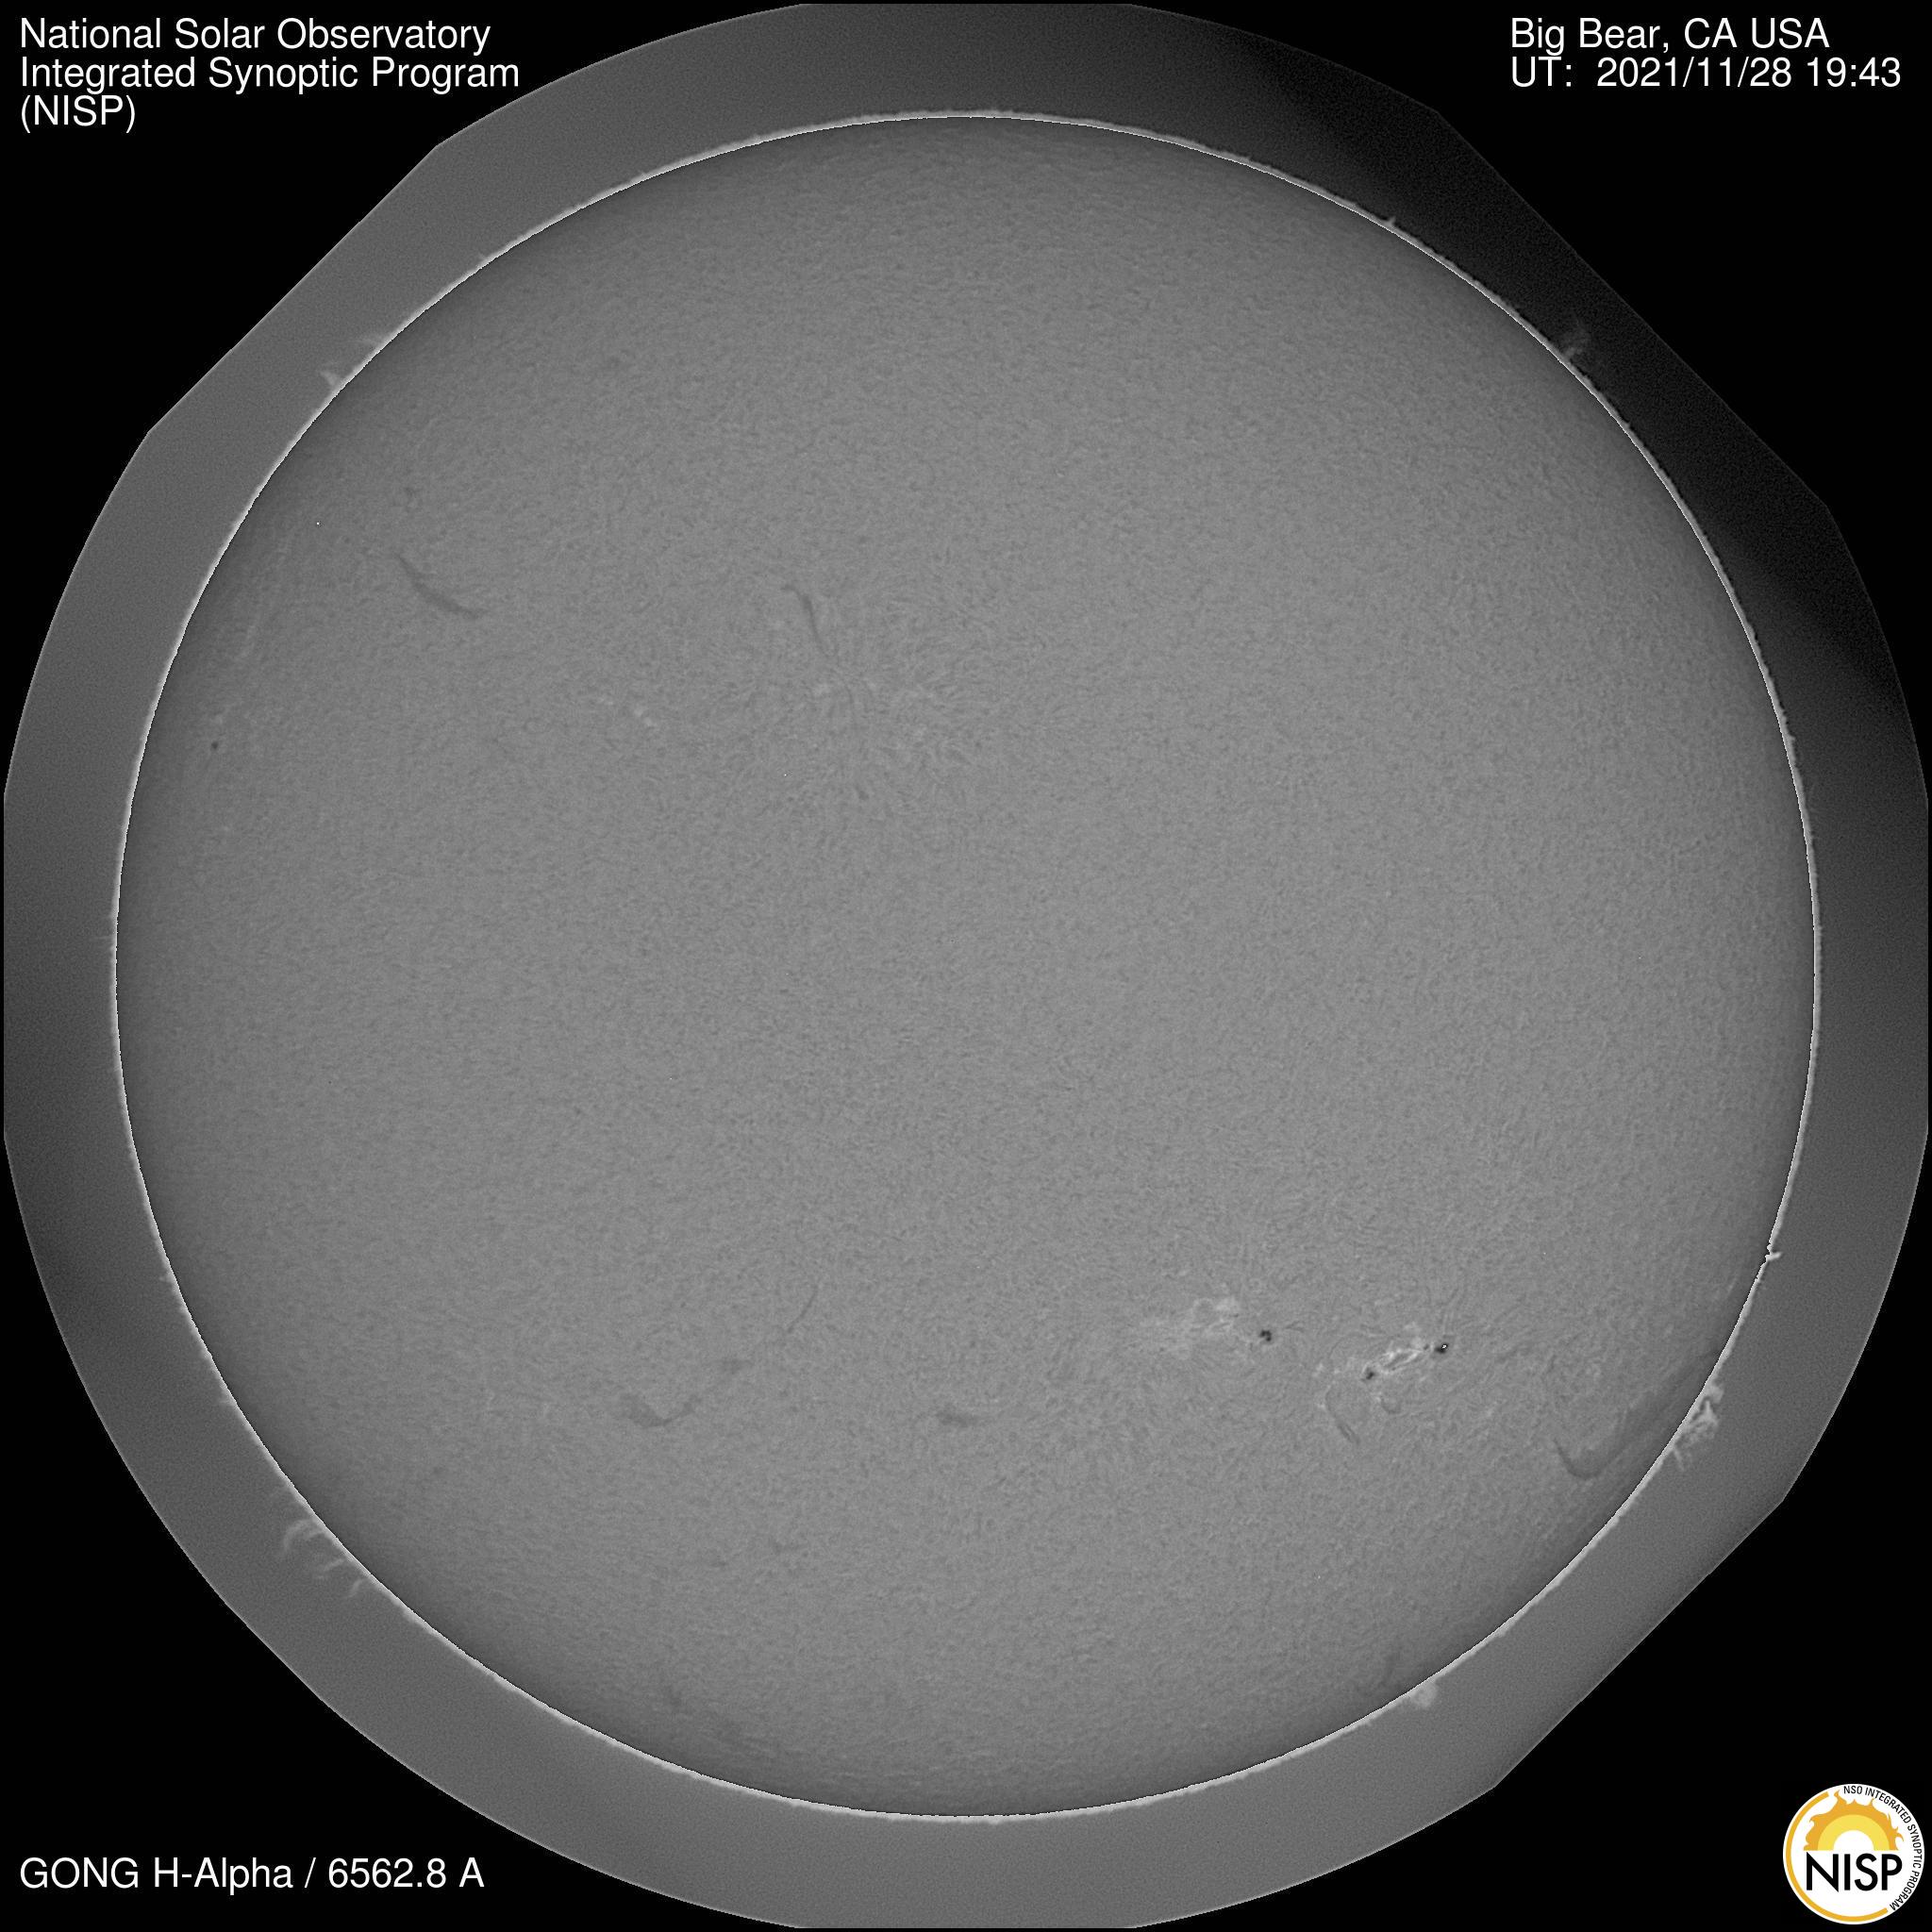 National Solar Observatory
Integrated Synoptic Program
(NISP)
Big Bear, CA USA
UT: 2021/11/28 19:43
GONG H-Alpha / 6562.8 A
NSO INTEGRATED SYNOPTIC PROGRAM
NISP